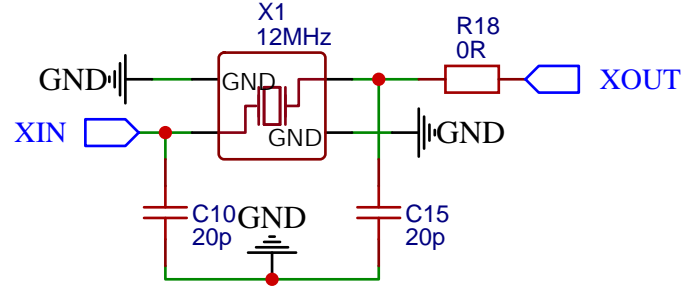 X1
12MHz
R18
0R
GND
GND
XOUT
XIN
GND
GND
C10
20p
GND
C15
20p